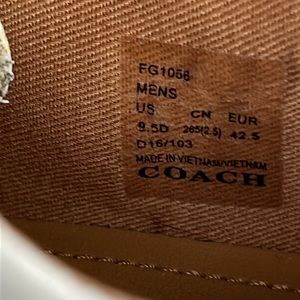 FG1056
MENS
US CN EUR
9.5D 265(2.5) 42.5
D16/103
MADE IN VIETNAM/VIETNAM
COACH